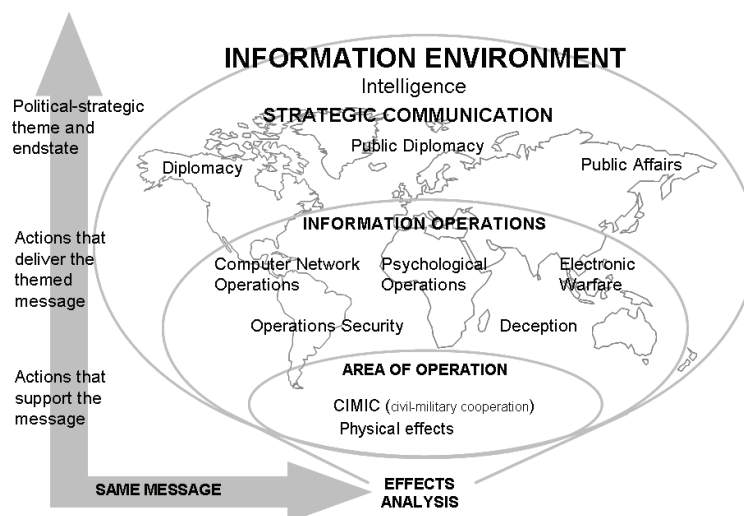 INFORMATION ENVIRONMENT
Intelligence
STRATEGIC COMMUNICATION
Public Diplomacy
Diplomacy
Public Affairs
Political-strategic
theme and
endstate
INFORMATION OPERATIONS
Computer Network
Operations
Psychological
Operations
Electronic
Warfare
Operations Security
Deception
Actions that
deliver the
themed
message
AREA OF OPERATION
CIMIC (civil-military cooperation)
Physical effects
Actions that
support the
message
SAME MESSAGE
EFFECTS
ANALYSIS